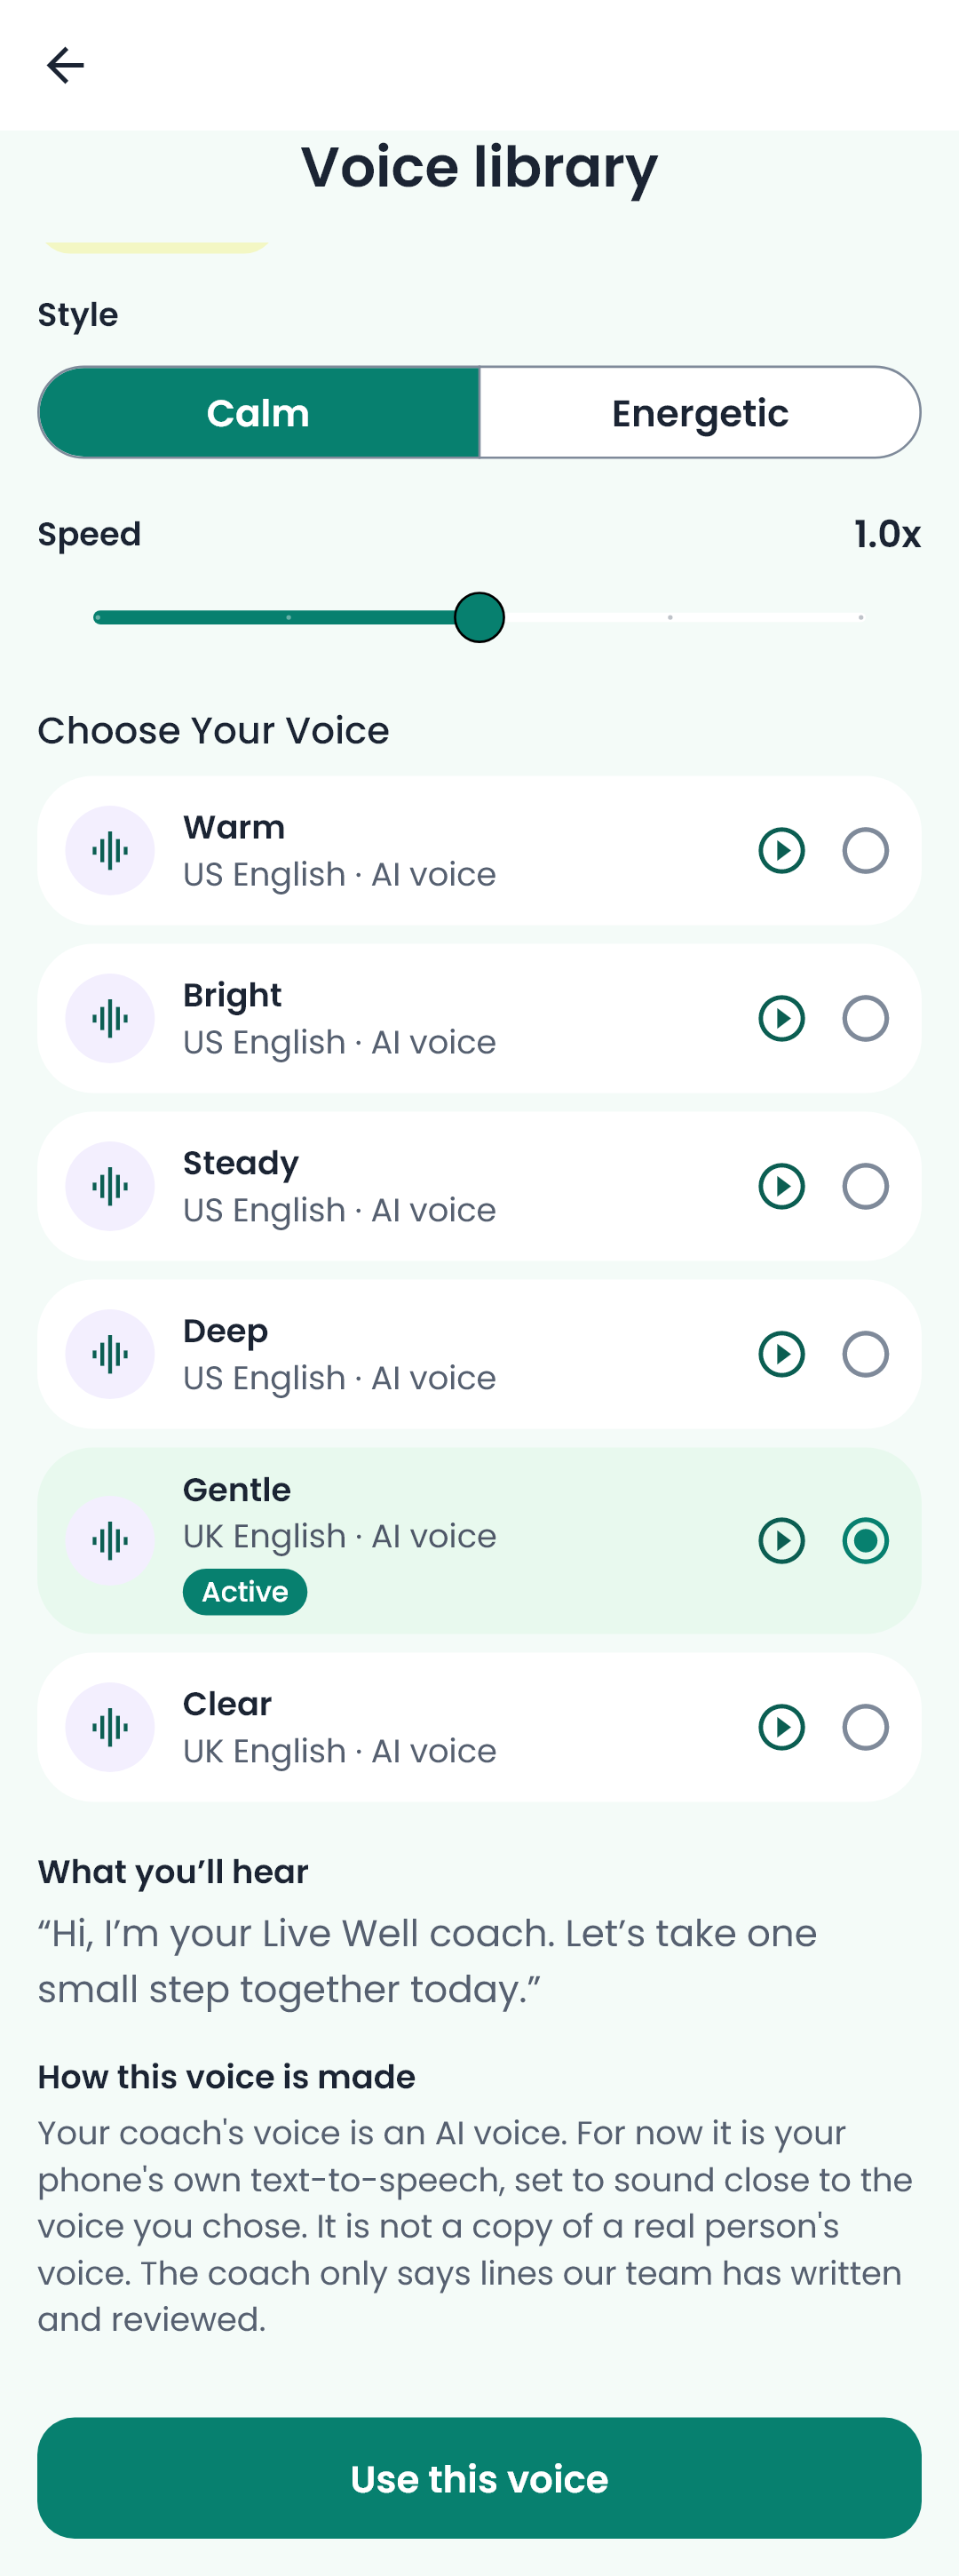 Voice library
Style
Calm
Energetic
Speed
1.0x
Choose Your Voice
Warm
US English · AI voice
Bright
US English · AI voice
Steady
US English · AI voice
Deep
US English · AI voice
Gentle
UK English · AI voice
Active
Clear
UK English · AI voice
What you’ll hear
“Hi, I’m your Live Well coach. Let’s take one
small step together today.”
How this voice is made
Your coach's voice is an AI voice. For now it is your
phone's own text-to-speech, set to sound close to the
voice you chose. It is not a copy of a real person's
voice. The coach only says lines our team has written
and reviewed.
Use this voice